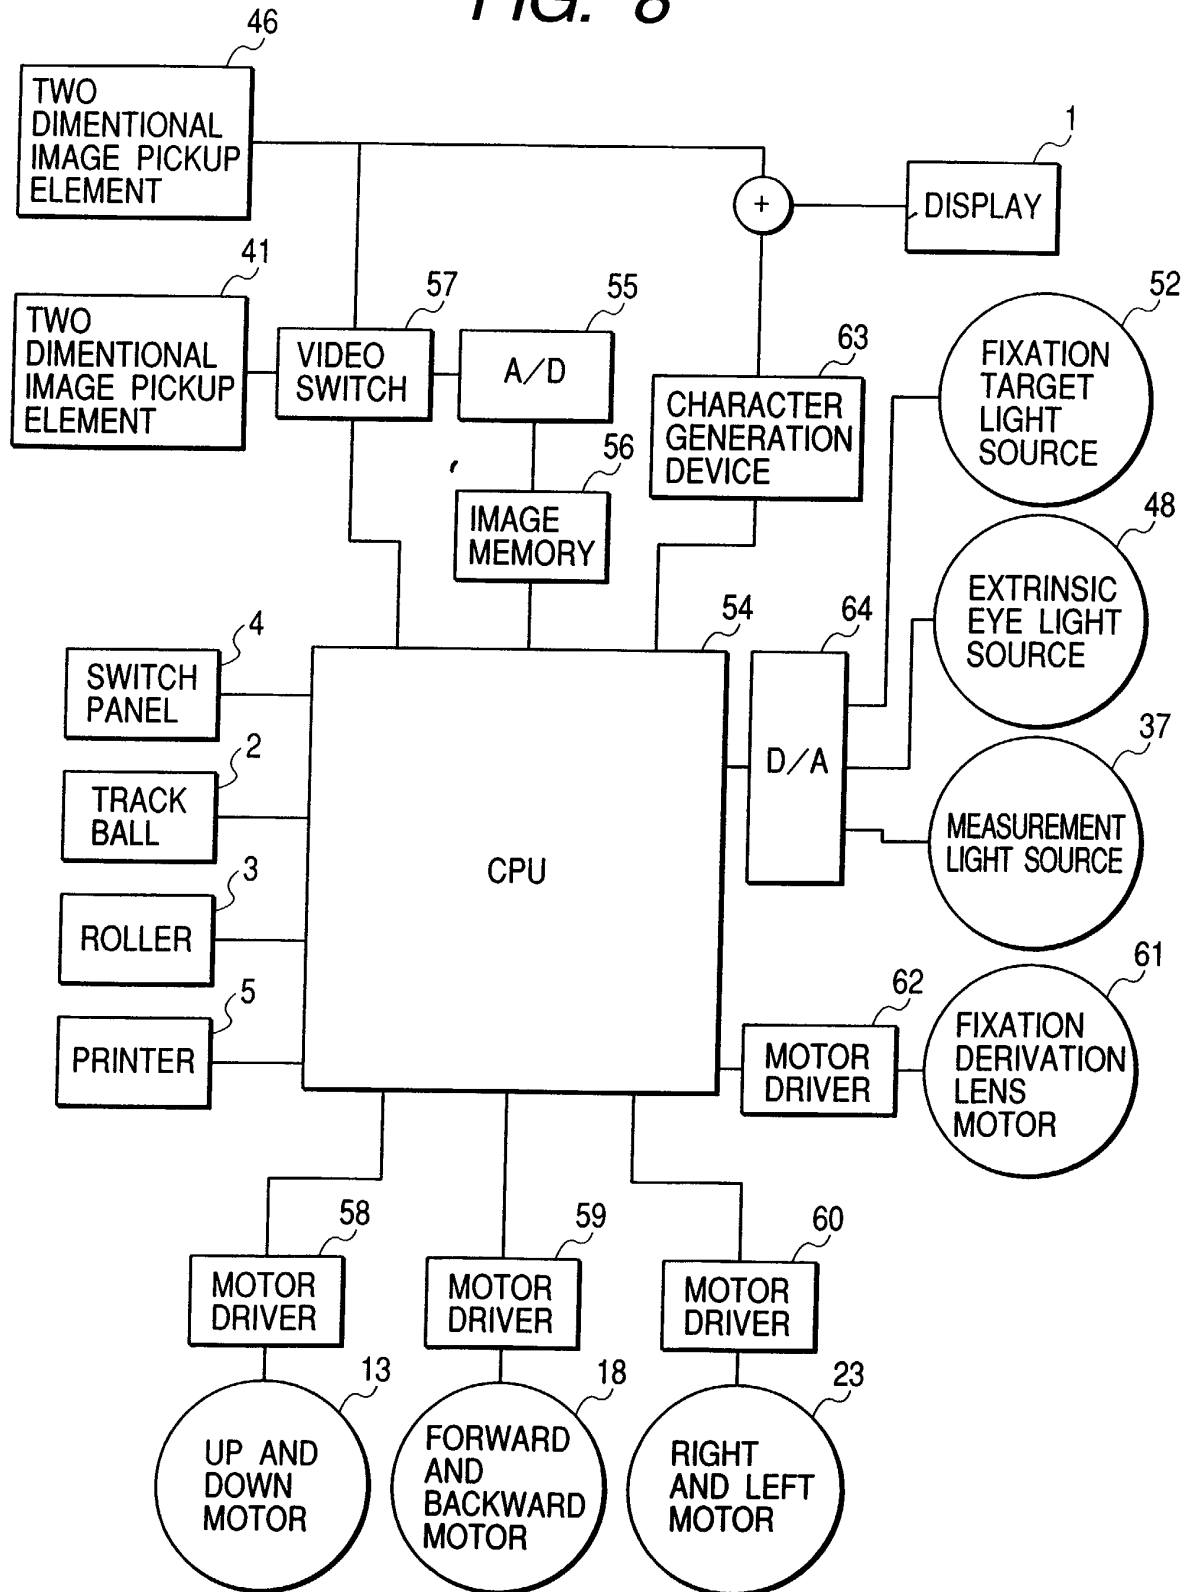 FIG. 8
46
TWO
DIMENTIONAL
IMAGE PICKUP
ELEMENT
1
+
DISPLAY
41
TWO
DIMENTIONAL
IMAGE PICKUP
ELEMENT
57
VIDEO
SWITCH
55
A/D
63
CHARACTER
GENERATION
DEVICE
52
FIXATION
TARGET
LIGHT
SOURCE
56
IMAGE
MEMORY
48
EXTRINSIC
EYE LIGHT
SOURCE
4
SWITCH
PANEL
54
CPU
64
D/A
2
TRACK
BALL
37
MEASUREMENT
LIGHT SOURCE
3
ROLLER
5
PRINTER
62
MOTOR
DRIVER
61
FIXATION
DERIVATION
LENS
MOTOR
58
MOTOR
DRIVER
59
MOTOR
DRIVER
60
MOTOR
DRIVER
13
UP AND
DOWN
MOTOR
18
FORWARD
AND
BACKWARD
MOTOR
23
RIGHT
AND LEFT
MOTOR